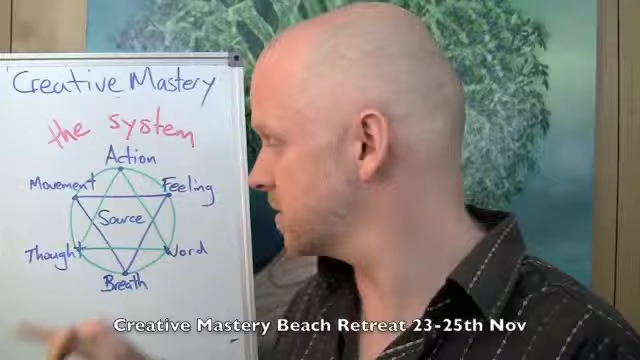 Creative Mastery
the system
Action
Movement
Feeling
Source
Thought
Word
Breath
Creative Mastery Beach Retreat 23-25th Nov